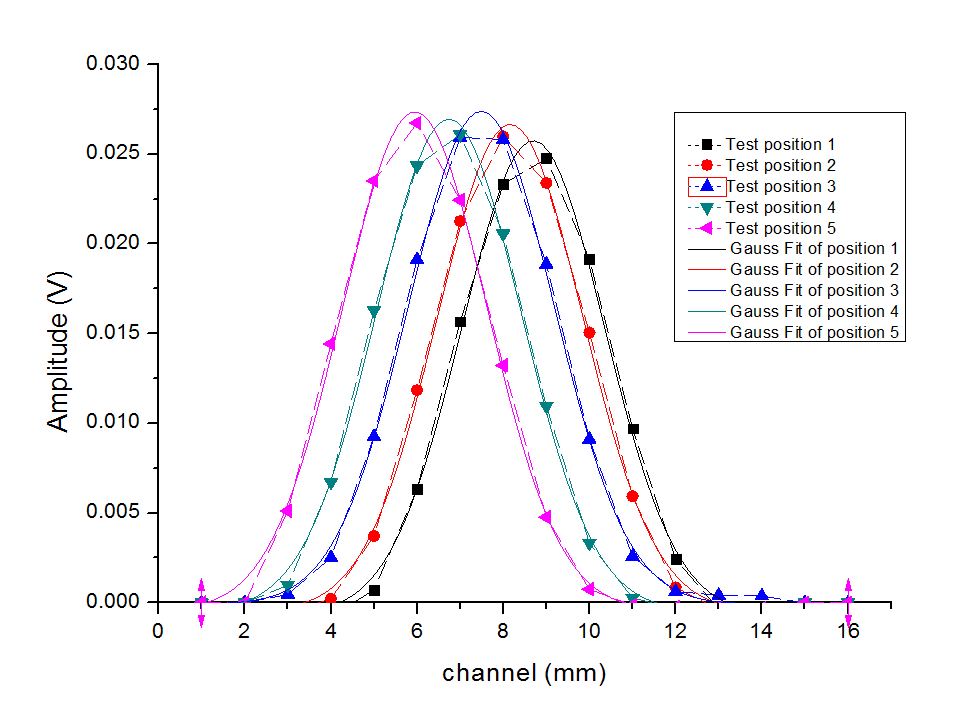 0.030
0.025
0.020
0.015
0.010
0.005
0.000
Amplitude (V)
0 2 4 6 8 10 12 14 16
channel (mm)
Test position 1
Test position 2
Test position 3
Test position 4
Test position 5
Gauss Fit of position 1
Gauss Fit of position 2
Gauss Fit of position 3
Gauss Fit of position 4
Gauss Fit of position 5